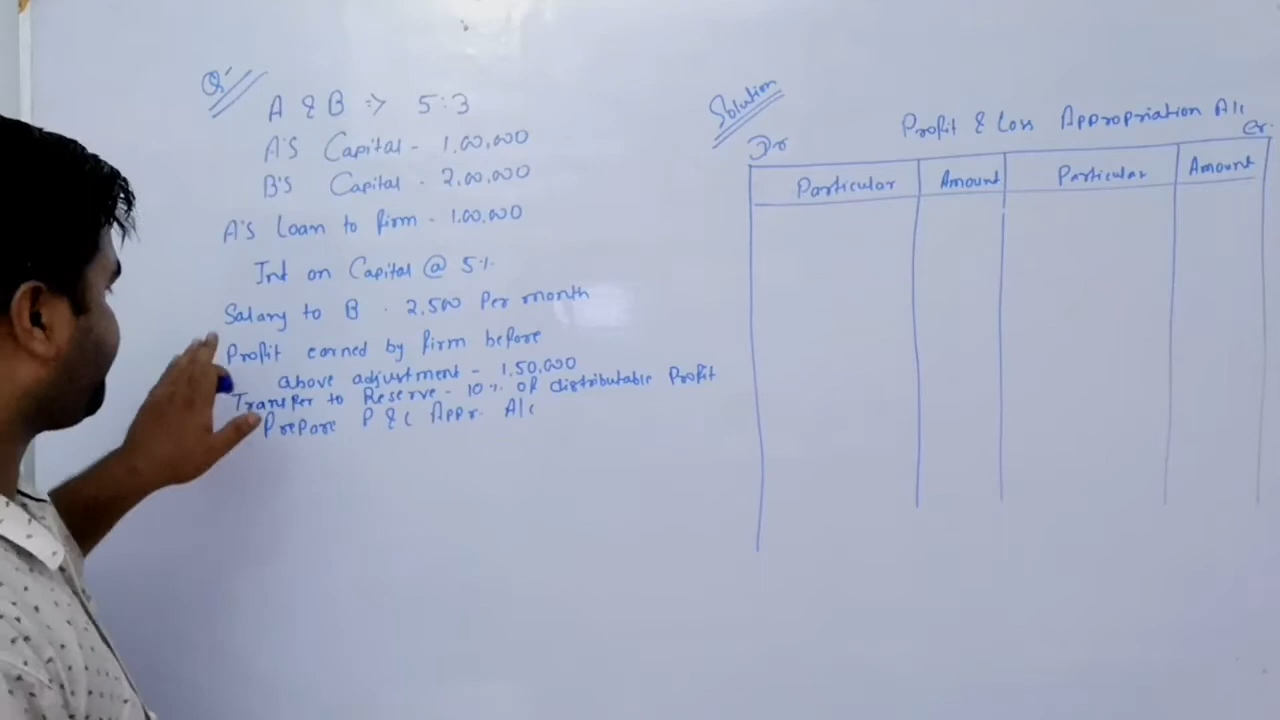 Q
A & B => 5:3
A'S Capital - 1,00,000
B'S Capital - 2,00,000
A'S Loan to firm - 1,00,000
Int on Capital @ 5%
Salary to B - 2,500 Per month
Profit earned by firm before
above adjustment - 1,50,000
Transfer to Reserve - 10% of distributable Profit
Prepare P & L Appr. A/c
Solution
Profit & Loss Appropriation A/c
Dr Cr
Particular Amount Particular Amount